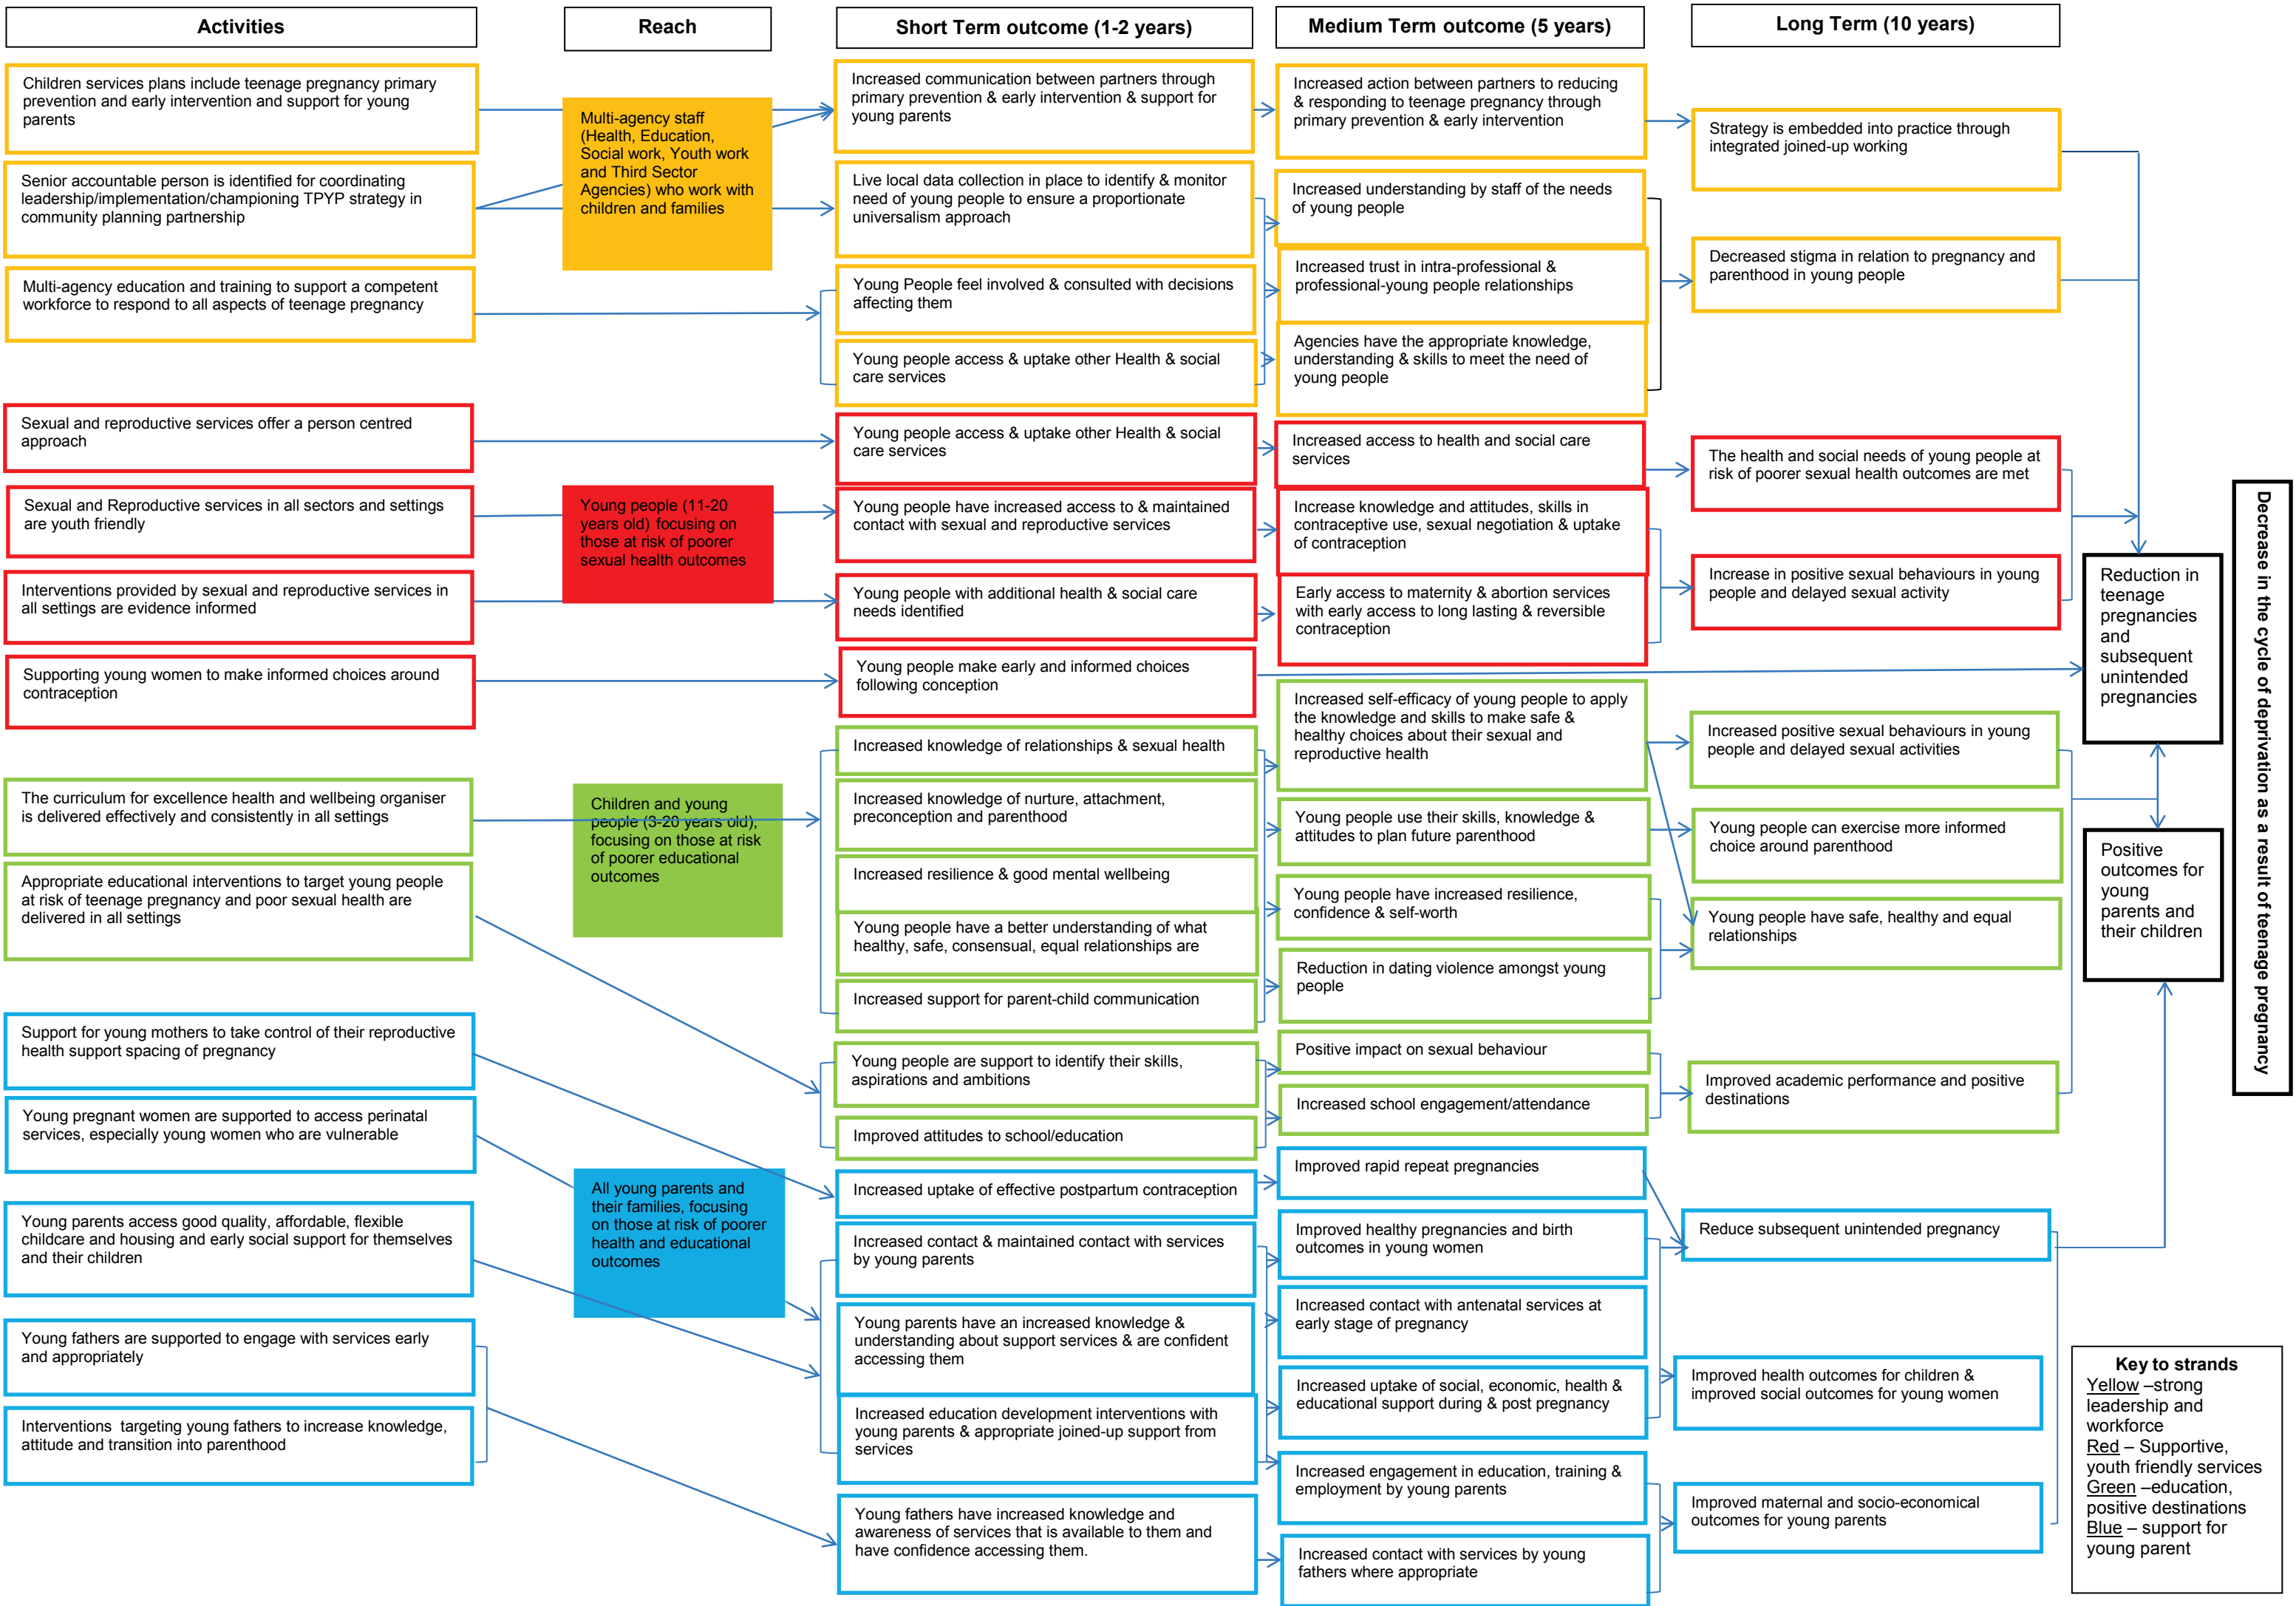 Activities
Reach
Short Term outcome (1-2 years)
Medium Term outcome (5 years)
Long Term (10 years)
Children services plans include teenage pregnancy primary
prevention and early intervention and support for young
parents
Senior accountable person is identified for coordinating
leadership/implementation/championing TPYP strategy in
community planning partnership
Multi-agency education and training to support a competent
workforce to respond to all aspects of teenage pregnancy
Sexual and reproductive services offer a person centred
approach
Sexual and Reproductive services in all sectors and settings
are youth friendly
Interventions provided by sexual and reproductive services in
all settings are evidence informed
Supporting young women to make informed choices around
contraception
The curriculum for excellence health and wellbeing organiser
is delivered effectively and consistently in all settings
Appropriate educational interventions to target young people
at risk of teenage pregnancy and poor sexual health are
delivered in all settings
Support for young mothers to take control of their reproductive
health support spacing of pregnancy
Young pregnant women are supported to access perinatal
services, especially young women who are vulnerable
Young parents access good quality, affordable, flexible
childcare and housing and early social support for themselves
and their children
Young fathers are supported to engage with services early
and appropriately
Interventions  targeting young fathers to increase knowledge,
attitude and transition into parenthood
Multi-agency staff
(Health, Education,
Social work, Youth work
and Third Sector
Agencies) who work with
children and families
Young people (11-20
years old) focusing on
those at risk of poorer
sexual health outcomes
Children and young
people (3-20 years old),
focusing on those at risk
of poorer educational
outcomes
All young parents and
their families, focusing
on those at risk of poorer
health and educational
outcomes
Increased communication between partners through
primary prevention & early intervention & support for
young parents
Live local data collection in place to identify & monitor
need of young people to ensure a proportionate
universalism approach
Young People feel involved & consulted with decisions
affecting them
Young people access & uptake other Health & social
care services
Young people access & uptake other Health & social
care services
Young people have increased access to & maintained
contact with sexual and reproductive services
Young people with additional health & social care
needs identified
Young people make early and informed choices
following conception
Increased knowledge of relationships & sexual health
Increased knowledge of nurture, attachment,
preconception and parenthood
Increased resilience & good mental wellbeing
Young people have a better understanding of what
healthy, safe, consensual, equal relationships are
Increased support for parent-child communication
Young people are support to identify their skills,
aspirations and ambitions
Improved attitudes to school/education
Increased uptake of effective postpartum contraception
Increased contact & maintained contact with services
by young parents
Young parents have an increased knowledge &
understanding about support services & are confident
accessing them
Increased education development interventions with
young parents & appropriate joined-up support from
services
Young fathers have increased knowledge and
awareness of services that is available to them and
have confidence accessing them.
Increased action between partners to reducing
& responding to teenage pregnancy through
primary prevention & early intervention
Increased understanding by staff of the needs
of young people
Increased trust in intra-professional &
professional-young people relationships
Agencies have the appropriate knowledge,
understanding & skills to meet the need of
young people
Increased access to health and social care
services
Increase knowledge and attitudes, skills in
contraceptive use, sexual negotiation & uptake
of contraception
Early access to maternity & abortion services
with early access to long lasting & reversible
contraception
Increased self-efficacy of young people to apply
the knowledge and skills to make safe &
healthy choices about their sexual and
reproductive health
Young people use their skills, knowledge &
attitudes to plan future parenthood
Young people have increased resilience,
confidence & self-worth
Reduction in dating violence amongst young
people
Positive impact on sexual behaviour
Increased school engagement/attendance
Improved rapid repeat pregnancies
Improved healthy pregnancies and birth
outcomes in young women
Increased contact with antenatal services at
early stage of pregnancy
Increased uptake of social, economic, health &
educational support during & post pregnancy
Increased engagement in education, training &
employment by young parents
Increased contact with services by young
fathers where appropriate
Strategy is embedded into practice through
integrated joined-up working
Decreased stigma in relation to pregnancy and
parenthood in young people
The health and social needs of young people at
risk of poorer sexual health outcomes are met
Increase in positive sexual behaviours in young
people and delayed sexual activity
Increased positive sexual behaviours in young
people and delayed sexual activities
Young people can exercise more informed
choice around parenthood
Young people have safe, healthy and equal
relationships
Improved academic performance and positive
destinations
Reduce subsequent unintended pregnancy
Improved health outcomes for children &
improved social outcomes for young women
Improved maternal and socio-economical
outcomes for young parents
Reduction in
teenage
pregnancies
and
subsequent
unintended
pregnancies
Positive
outcomes for
young
parents and
their children
Decrease in the cycle of deprivation as a result of teenage pregnancy
Key to strands
Yellow –strong
leadership and
workforce
Red – Supportive,
youth friendly services
Green –education,
positive destinations
Blue – support for
young parent